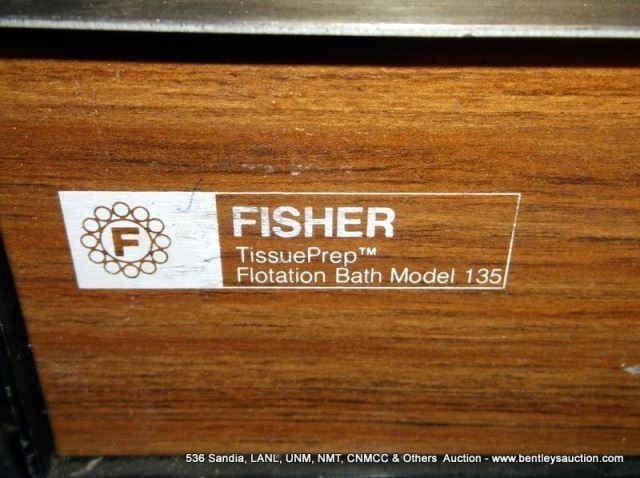 F
FISHER
TissuePrep™
Flotation Bath Model 135
536 Sandia, LANL, UNM, NMT, CNMCC & Others Auction - www.bentleysauction.com